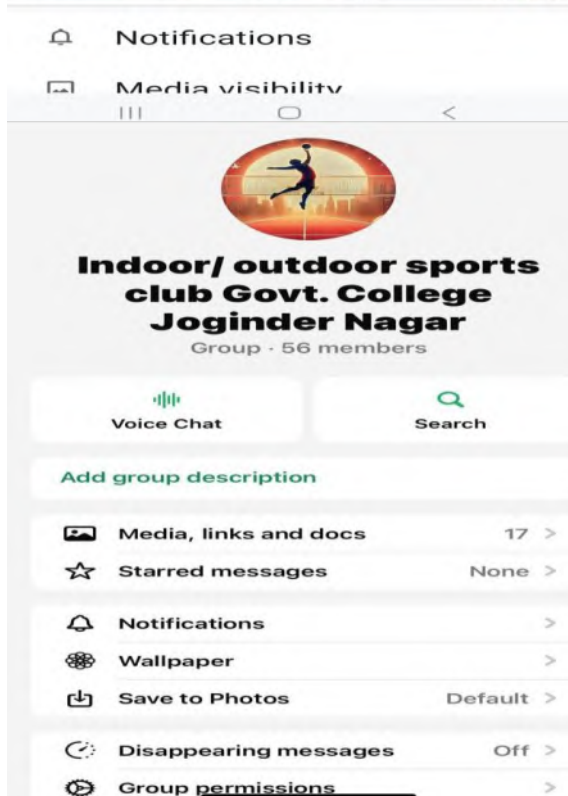 Notifications
Media visibility
Indoor/ outdoor sports
club Govt. College
Joginder Nagar
Group · 56 members
Voice Chat
Search
Add group description
Media, links and docs 17 >
Starred messages None >
Notifications >
Wallpaper >
Save to Photos Default >
Disappearing messages Off >
Group permissions >